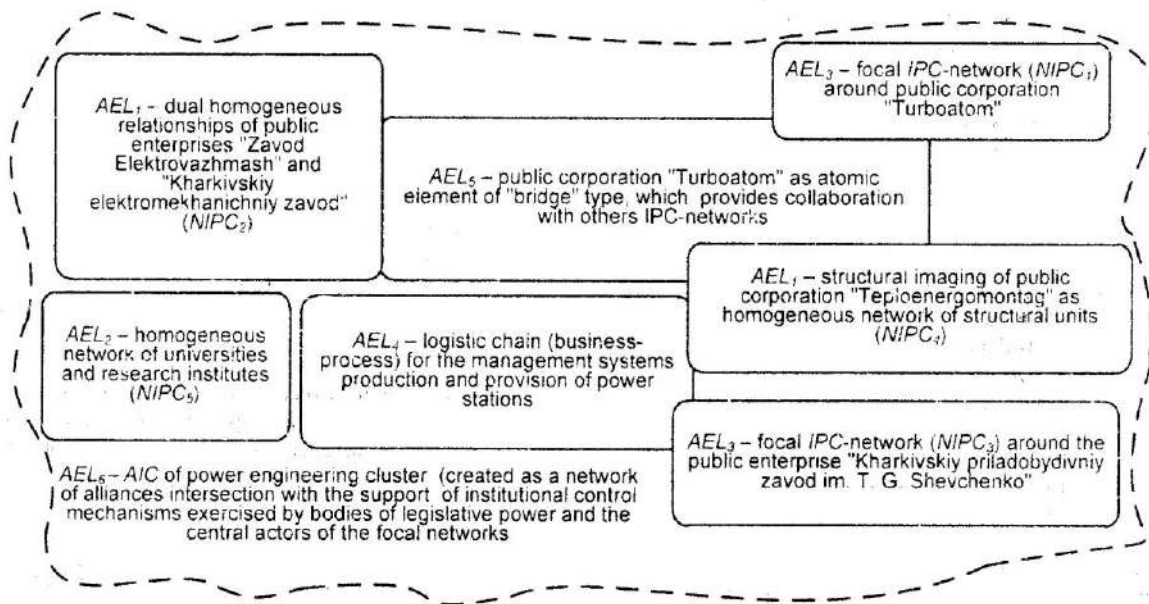 AEL₁ – dual homogeneous
relationships of public
enterprises "Zavod
Elektrovazhmash" and
"Kharkivskiy
elektromekhanichniy zavod"
(NIPC₂)
AEL₃ – focal IPC-network (NIPC₁)
around public corporation
"Turboatom"
AEL₅ – public corporation "Turboatom" as atomic
element of "bridge" type, which provides collaboration
with others IPC-networks
AEL₁ – structural imaging of public
corporation "Teploenergomontag" as
homogeneous network of structural units
(NIPC₄)
AEL₂ – homogeneous
network of universities
and research institutes
(NIPC₅)
AEL₄ – logistic chain (business-
process) for the management systems
production and provision of power
stations
AEL₃ – focal IPC-network (NIPC₃) around the
public enterprise "Kharkivskiy priladobydivniy
zavod im. T. G. Shevchenko"
AEL₆ – AIC of power engineering cluster (created as a network
of alliances intersection with the support of institutional control
mechanisms exercised by bodies of legislative power and the
central actors of the focal networks